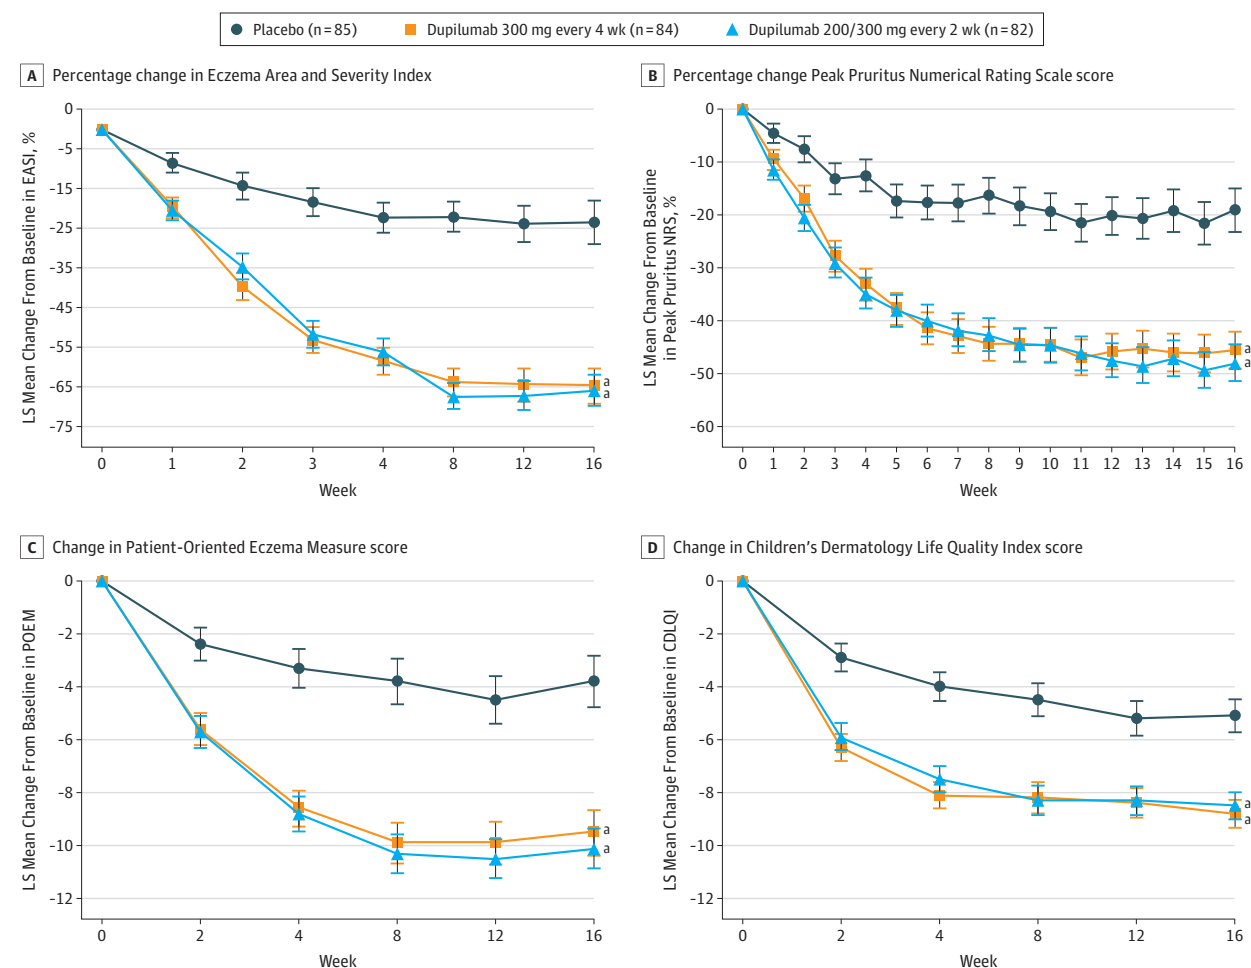 Placebo (n = 85)
Dupilumab 300 mg every 4 wk (n = 84)
Dupilumab 200/300 mg every 2 wk (n = 82)
A Percentage change in Eczema Area and Severity Index
LS Mean Change From Baseline in EASI, %
0
-5
-15
-25
-35
-45
-55
-65
-75
a
a
0 1 2 3 4 8 12 16
Week
B Percentage change Peak Pruritus Numerical Rating Scale score
LS Mean Change From Baseline
in Peak Pruritus NRS, %
0
-10
-20
-30
-40
-50
-60
a
a
0 1 2 3 4 5 6 7 8 9 10 11 12 13 14 15 16
Week
C Change in Patient-Oriented Eczema Measure score
LS Mean Change From Baseline in POEM
0
-2
-4
-6
-8
-10
-12
a
a
0 2 4 8 12 16
Week
D Change in Children's Dermatology Life Quality Index score
LS Mean Change From Baseline in CDLQI
0
-2
-4
-6
-8
-10
-12
a
a
0 2 4 8 12 16
Week